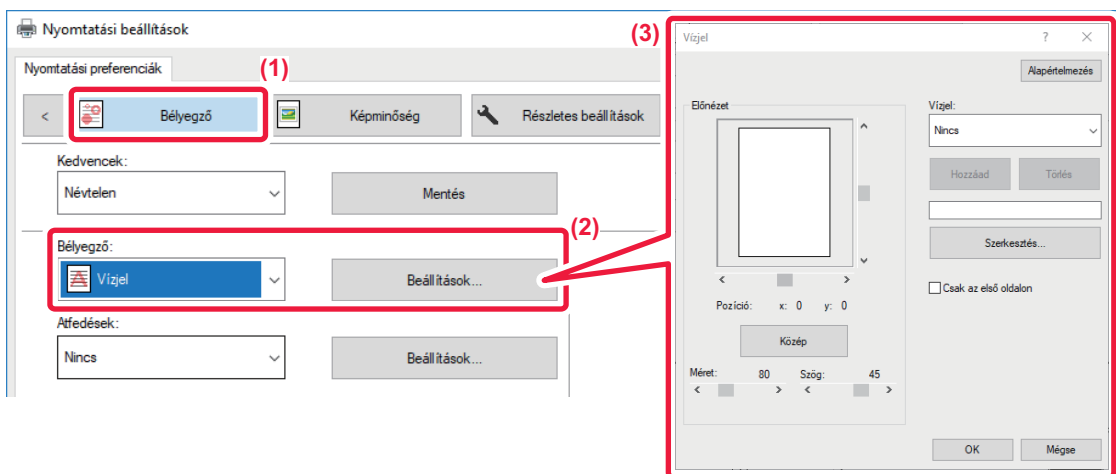 Nyomtatási beállítások
Nyomtatási preferenciák
(1)
<
Bélyegző
Képminőség
Részletes beállítások
Kedvencek:
Névtelen
Mentés
(2)
Bélyegző:
Vízjel
Beállítások...
Átfedések:
Nincs
Beállítások...
(3)
Vízjel
?
Alapértelmezés
Előnézet
Vízjel:
Nincs
Hozzáad
Törlés
Szerkesztés...
Csak az első oldalon
Pozíció: x: 0 y: 0
Közép
Méret: 80 Szög: 45
OK
Mégse